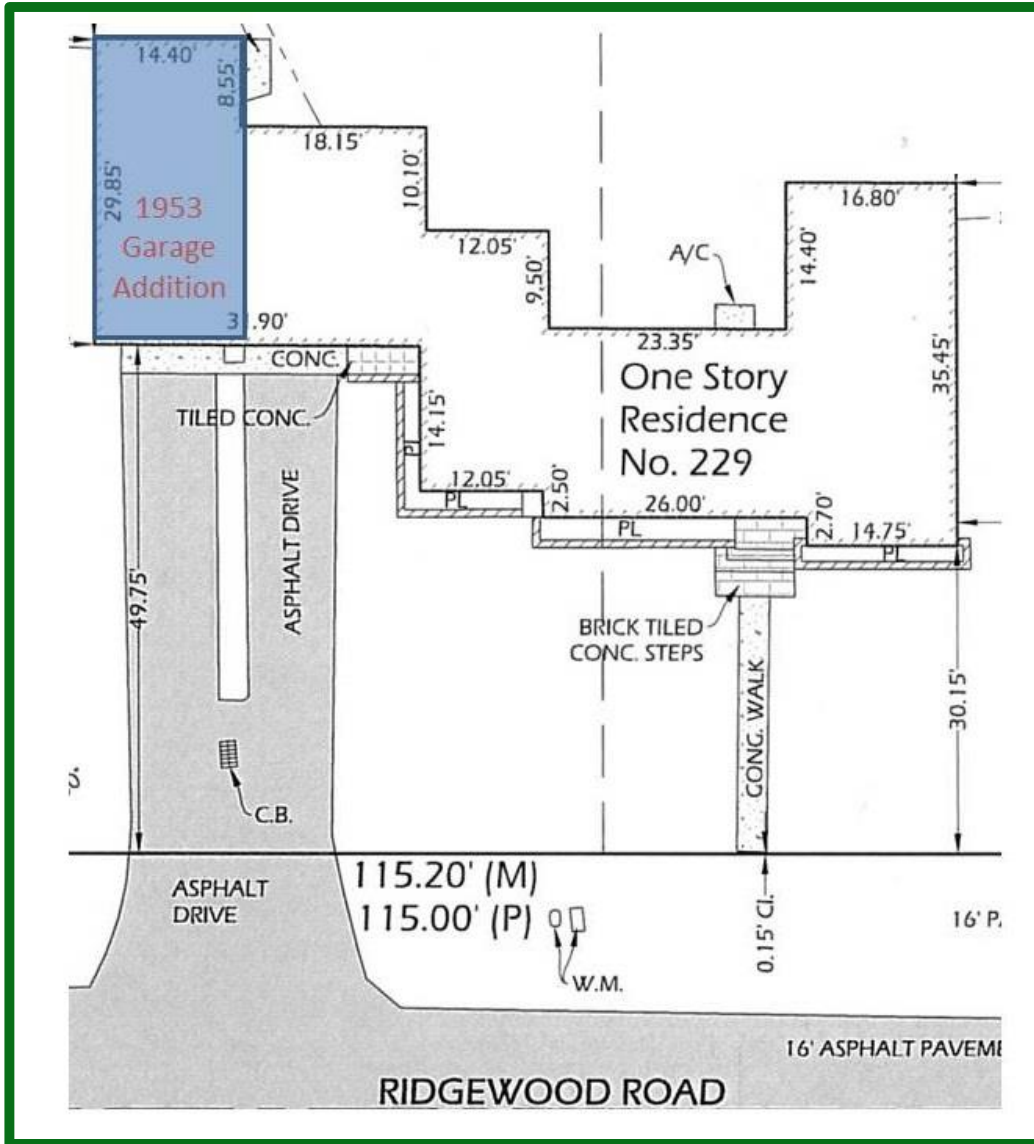 14.40'
8.55'
18.15'
29.85'
1953
Garage
Addition
10.10'
16.80'
12.05'
A/C
14.40'
9.50'
23.35'
CONC.
35.45'
One Story
Residence
No. 229
TILED CONC.
14.15'
PL
12.05'
PL
2.50'
26.00'
PL
2.70'
14.75'
PL
ASPHALT DRIVE
49.75'
BRICK TILED
CONC. STEPS
CONC. WALK
30.15'
C.B.
115.20' (M)
115.00' (P)
ASPHALT
DRIVE
W.M.
0.15' Cl.
16' P
16' ASPHALT PAVEME
RIDGEWOOD ROAD